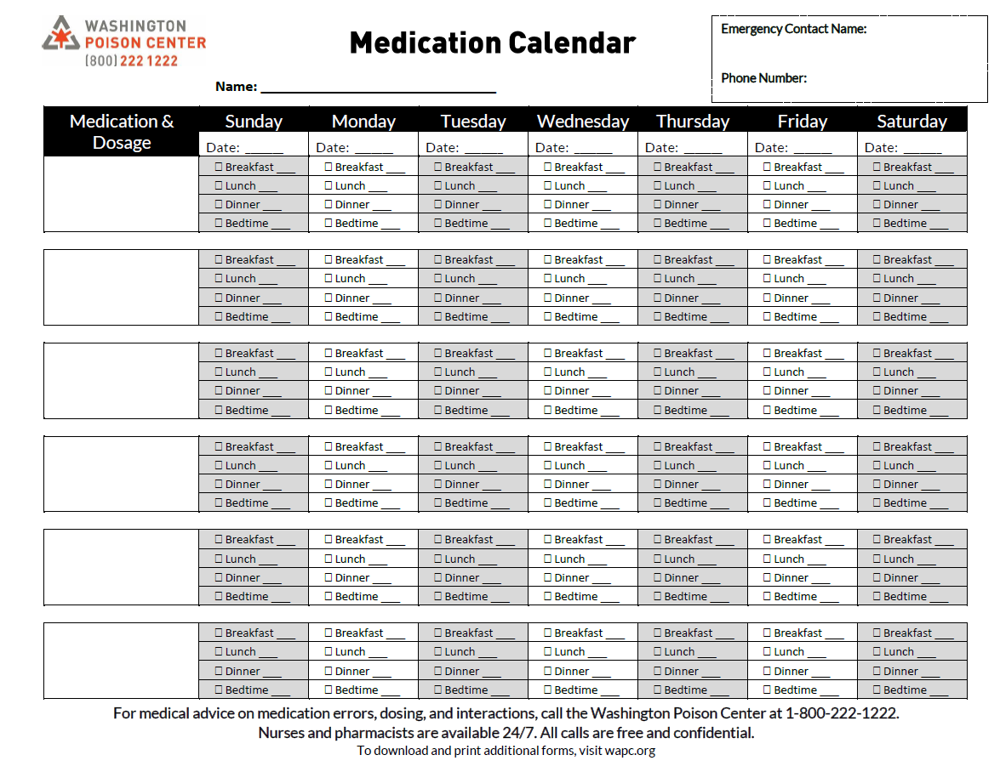 WASHINGTON
POISON CENTER
(800) 222 1222
Medication Calendar
Emergency Contact Name:
Phone Number:
Name: ______________________________
Medication & Dosage Sunday Monday Tuesday Wednesday Thursday Friday Saturday
Date: ______ Date: ______ Date: ______ Date: ______ Date: ______ Date: ______ Date: ______
☐ Breakfast ___ ☐ Breakfast ___ ☐ Breakfast ___ ☐ Breakfast ___ ☐ Breakfast ___ ☐ Breakfast ___ ☐ Breakfast ___
☐ Lunch ___ ☐ Lunch ___ ☐ Lunch ___ ☐ Lunch ___ ☐ Lunch ___ ☐ Lunch ___ ☐ Lunch
☐ Dinner ___ ☐ Dinner ___ ☐ Dinner ___ ☐ Dinner ___ ☐ Dinner ___ ☐ Dinner ___ ☐ Dinner ___
☐ Bedtime ___ ☐ Bedtime ___ ☐ Bedtime ___ ☐ Bedtime ___ ☐ Bedtime ___ ☐ Bedtime ___ ☐ Bedtime ___
☐ Breakfast ___ ☐ Breakfast ___ ☐ Breakfast ___ ☐ Breakfast ___ ☐ Breakfast ___ ☐ Breakfast ___ ☐ Breakfast ___
☐ Lunch ___ ☐ Lunch ___ ☐ Lunch ___ ☐ Lunch ___ ☐ Lunch ___ ☐ Lunch ___ ☐ Lunch ___
☐ Dinner ___ ☐ Dinner ___ ☐ Dinner ___ ☐ Dinner ___ ☐ Dinner ___ ☐ Dinner ___ ☐ Dinner ___
☐ Bedtime ___ ☐ Bedtime ___ ☐ Bedtime ___ ☐ Bedtime ___ ☐ Bedtime ___ ☐ Bedtime ___ ☐ Bedtime ___
☐ Breakfast ___ ☐ Breakfast ___ ☐ Breakfast ___ ☐ Breakfast ___ ☐ Breakfast ___ ☐ Breakfast ___ ☐ Breakfast ___
☐ Lunch ___ ☐ Lunch ___ ☐ Lunch ___ ☐ Lunch ___ ☐ Lunch ___ ☐ Lunch ___ ☐ Lunch ___
☐ Dinner ___ ☐ Dinner ___ ☐ Dinner ___ ☐ Dinner ___ ☐ Dinner ___ ☐ Dinner ___ ☐ Dinner ___
☐ Bedtime ___ ☐ Bedtime ___ ☐ Bedtime ___ ☐ Bedtime ___ ☐ Bedtime ___ ☐ Bedtime ___ ☐ Bedtime ___
☐ Breakfast ___ ☐ Breakfast ___ ☐ Breakfast ___ ☐ Breakfast ___ ☐ Breakfast ___ ☐ Breakfast ___ ☐ Breakfast ___
☐ Lunch ___ ☐ Lunch ___ ☐ Lunch ___ ☐ Lunch ___ ☐ Lunch ___ ☐ Lunch ___ ☐ Lunch ___
☐ Dinner ___ ☐ Dinner ___ ☐ Dinner ___ ☐ Dinner ___ ☐ Dinner ___ ☐ Dinner ___ ☐ Dinner ___
☐ Bedtime ___ ☐ Bedtime ___ ☐ Bedtime ___ ☐ Bedtime ___ ☐ Bedtime ___ ☐ Bedtime ___ ☐ Bedtime ___
☐ Breakfast ___ ☐ Breakfast ___ ☐ Breakfast ___ ☐ Breakfast ___ ☐ Breakfast ___ ☐ Breakfast ___ ☐ Breakfast ___
☐ Lunch ___ ☐ Lunch ___ ☐ Lunch ___ ☐ Lunch ___ ☐ Lunch ___ ☐ Lunch ___ ☐ Lunch ___
☐ Dinner ___ ☐ Dinner ___ ☐ Dinner ___ ☐ Dinner ___ ☐ Dinner ___ ☐ Dinner ___ ☐ Dinner ___
☐ Bedtime ___ ☐ Bedtime ___ ☐ Bedtime ___ ☐ Bedtime ___ ☐ Bedtime ___ ☐ Bedtime ___ ☐ Bedtime ___
☐ Breakfast ___ ☐ Breakfast ___ ☐ Breakfast ___ ☐ Breakfast ___ ☐ Breakfast ___ ☐ Breakfast ___ ☐ Breakfast ___
☐ Lunch ___ ☐ Lunch ___ ☐ Lunch ___ ☐ Lunch ___ ☐ Lunch ___ ☐ Lunch ___ ☐ Lunch ___
☐ Dinner ___ ☐ Dinner ___ ☐ Dinner ___ ☐ Dinner ___ ☐ Dinner ___ ☐ Dinner ___ ☐ Dinner ___
☐ Bedtime ___ ☐ Bedtime ___ ☐ Bedtime ___ ☐ Bedtime ___ ☐ Bedtime ___ ☐ Bedtime ___ ☐ Bedtime ___
For medical advice on medication errors, dosing, and interactions, call the Washington Poison Center at 1-800-222-1222.
Nurses and pharmacists are available 24/7. All calls are free and confidential.
To download and print additional forms, visit wapc.org